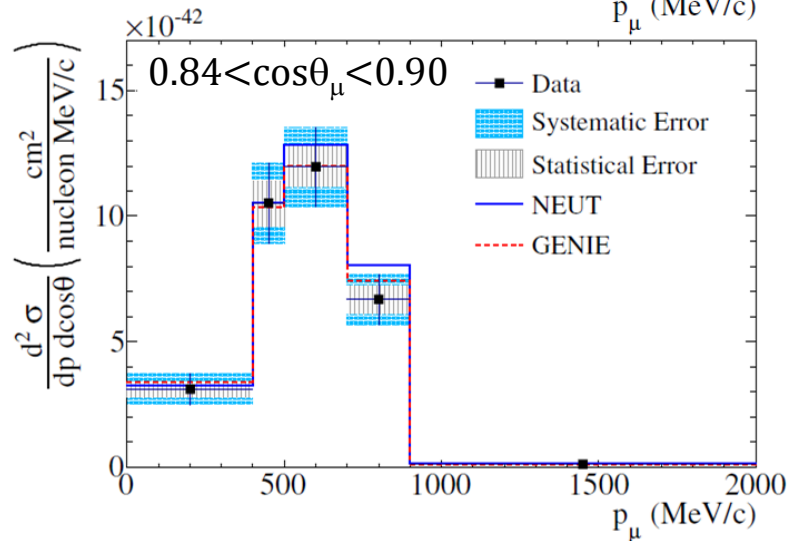 p_μ (MeV/c)
×10⁻⁴²
0.84<cosθ_μ<0.90
15
10
5
0
d² σ
dp dcosθ
(
cm²
nucleon MeV/c
)
Data
Systematic Error
Statistical Error
NEUT
GENIE
0 500 1000 1500 2000
p_μ (MeV/c)